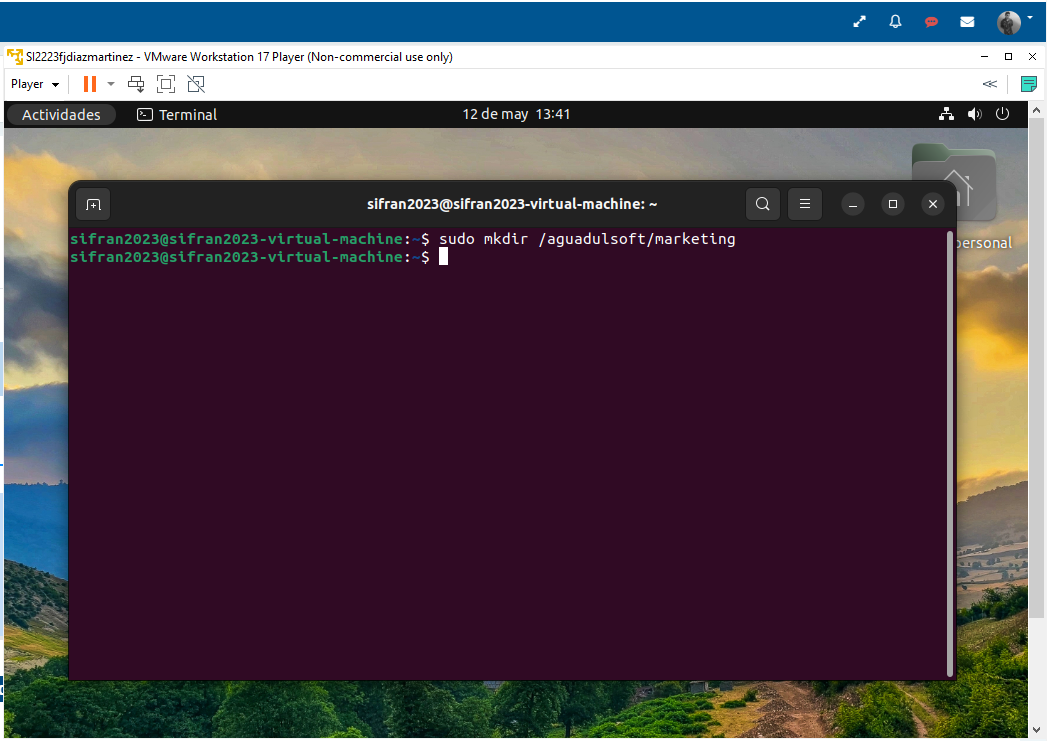 SI2223fjdiazmartinez - VMware Workstation 17 Player (Non-commercial use only)
Player
Actividades
Terminal
12 de may 13:41
sifran2023@sifran2023-virtual-machine: ~
sifran2023@sifran2023-virtual-machine:~$ sudo mkdir /aguadulsoft/marketing
sifran2023@sifran2023-virtual-machine:~$
personal